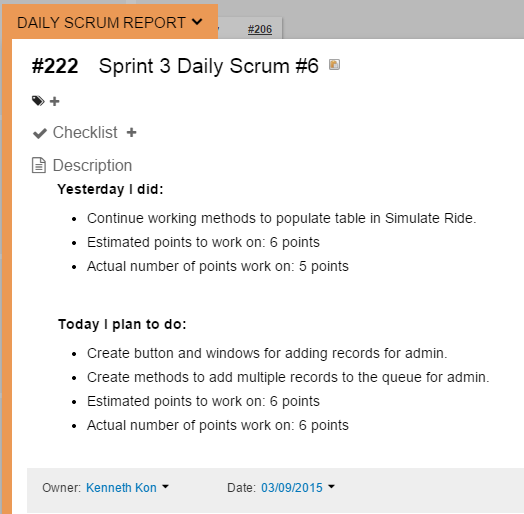 DAILY SCRUM REPORT
#206
#222 Sprint 3 Daily Scrum #6
Checklist
Description
Yesterday I did:
Continue working methods to populate table in Simulate Ride.
Estimated points to work on: 6 points
Actual number of points work on: 5 points
Today I plan to do:
Create button and windows for adding records for admin.
Create methods to add multiple records to the queue for admin.
Estimated points to work on: 6 points
Actual number of points work on: 6 points
Owner: Kenneth Kon Date: 03/09/2015